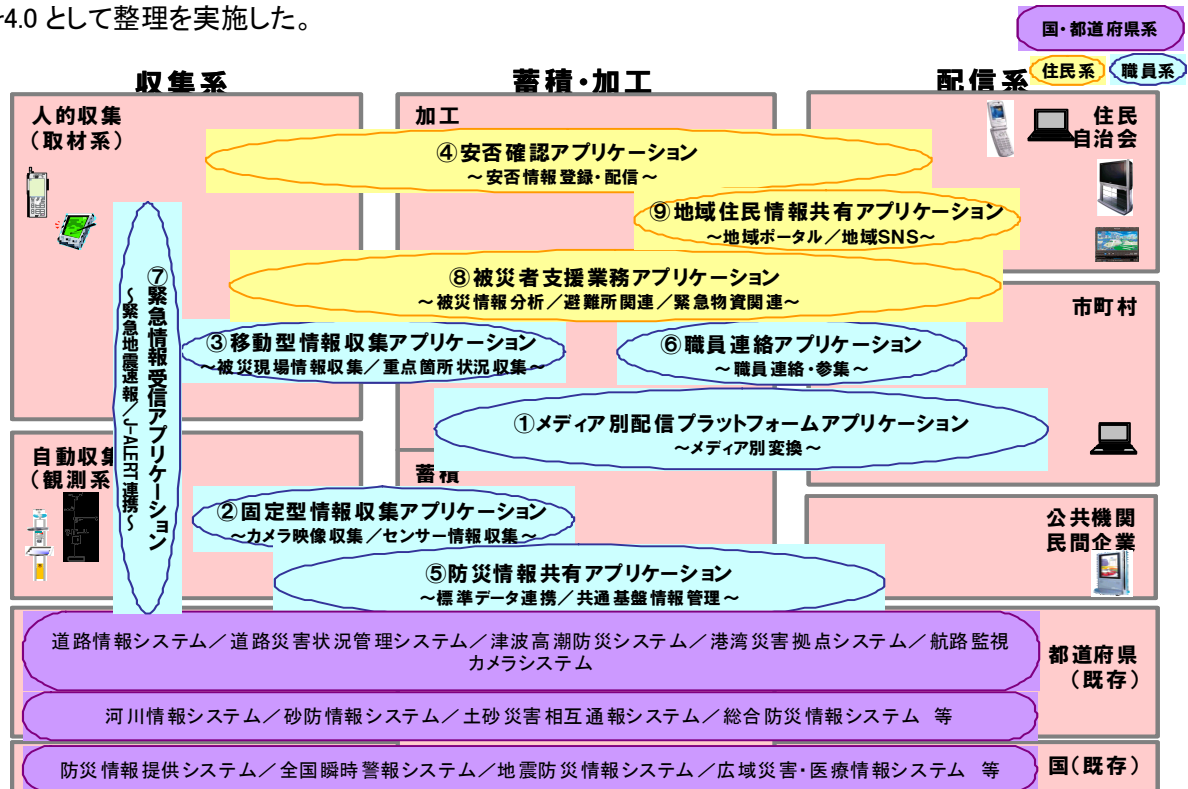 4.0 として整理を実施した。
国・都道府県系
住民系
職員系
収集系
蓄積・加工
配信系
人的収集
（取材系）
加工
住民
自治会
④安否確認アプリケーション
～安否情報登録・配信～
⑨地域住民情報共有アプリケーション
～地域ポータル／地域SNS～
⑧被災者支援業務アプリケーション
～被災情報分析／避難所関連／緊急物資関連～
市町村
⑦緊急情報受信アプリケーション
～緊急地震速報／J-ALERT連携～
③移動型情報収集アプリケーション
～被災現場情報収集／重点箇所状況収集～
⑥職員連絡アプリケーション
～職員連絡・参集～
①メディア別配信プラットフォームアプリケーション
～メディア別変換～
自動収集
（観測系
蓄積
②固定型情報収集アプリケーション
～カメラ映像収集／センサー情報収集～
公共機関
民間企業
⑤防災情報共有アプリケーション
～標準データ連携／共通基盤情報管理～
道路情報システム／道路災害状況管理システム／津波高潮防災システム／港湾災害拠点システム／航路監視
カメラシステム
都道府県
（既存）
河川情報システム／砂防情報システム／土砂災害相互通報システム／総合防災情報システム　等
防災情報提供システム／全国瞬時警報システム／地震防災情報システム／広域災害・医療情報システム　等
国（既存）